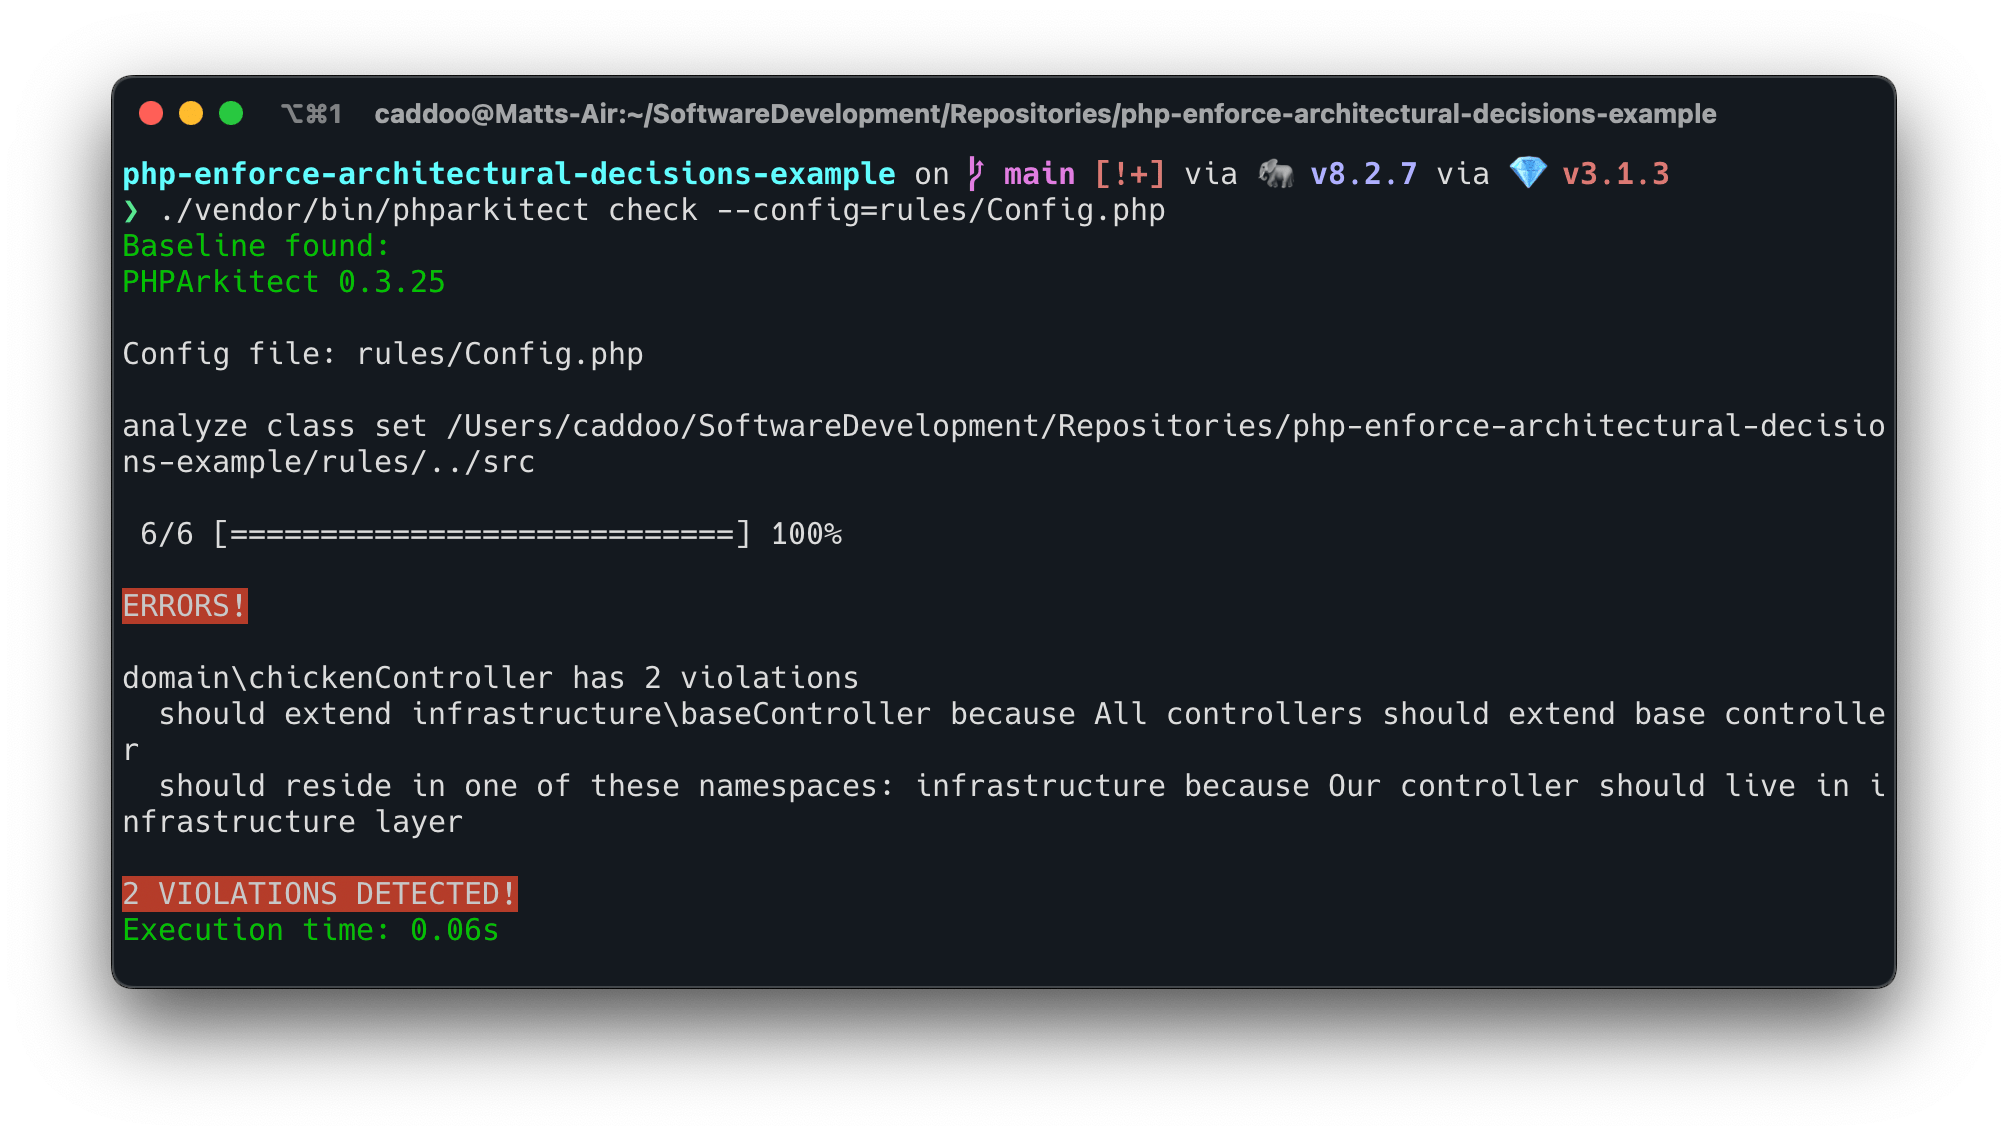 ⌥⌘1 caddoo@Matts-Air:~/SoftwareDevelopment/Repositories/php-enforce-architectural-decisions-example
php-enforce-architectural-decisions-example on main [!+] via 🐘 v8.2.7 via 💎 v3.1.3
❯ ./vendor/bin/phparkitect check --config=rules/Config.php
Baseline found:
PHPArkitect 0.3.25
Config file: rules/Config.php
analyze class set /Users/caddoo/SoftwareDevelopment/Repositories/php-enforce-architectural-decisio
ns-example/rules/../src
6/6 [============================] 100%
ERRORS!
domain\chickenController has 2 violations
should extend infrastructure\baseController because All controllers should extend base controlle
r
should reside in one of these namespaces: infrastructure because Our controller should live in i
nfrastructure layer
2 VIOLATIONS DETECTED!
Execution time: 0.06s